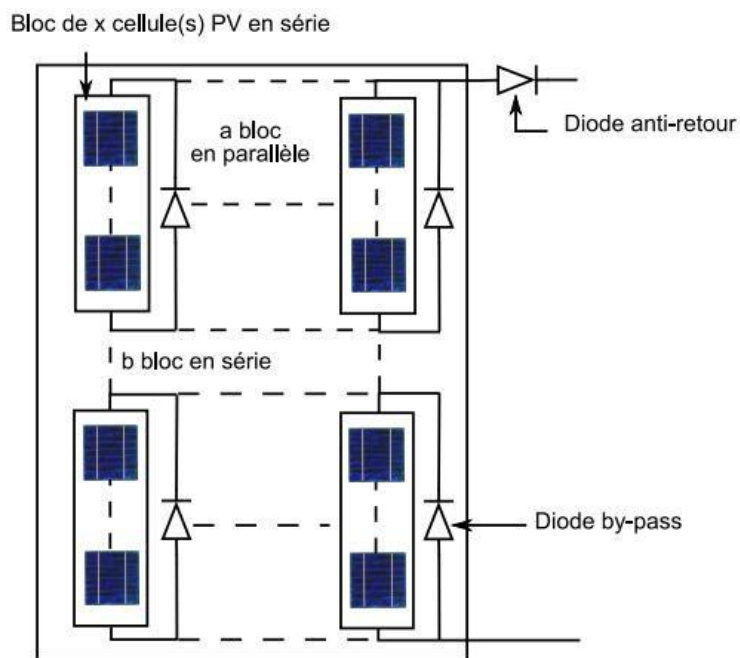 Bloc de x cellule(s) PV en série
a bloc
en parallèle
Diode anti-retour
b bloc en série
Diode by-pass